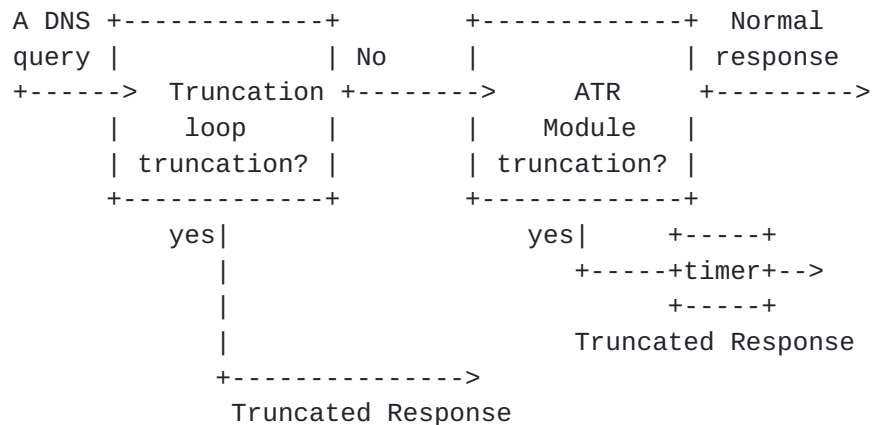 A DNS +-------------+ +-------------+ Normal
query | | No | | response
+------> Truncation +--------> ATR +--------->
| loop | | Module |
| truncation? | | truncation? |
+-------------+ +-------------+
yes| yes| +-----+
| +-----+timer+-->
| +-----+
| Truncated Response
+--------------->
Truncated Response